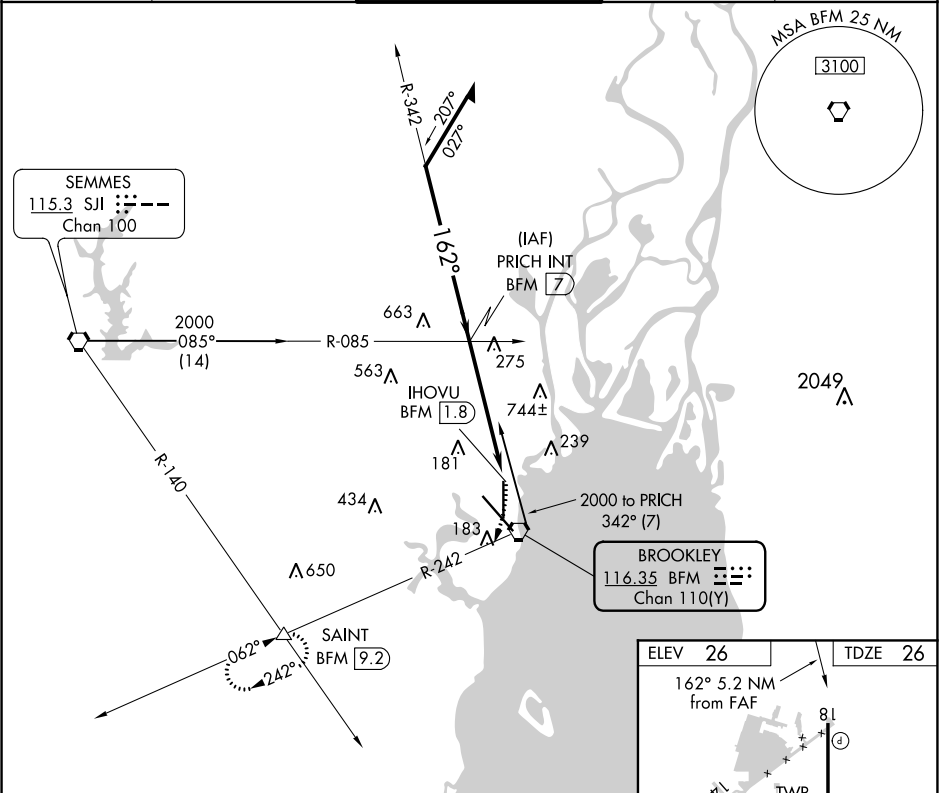 MSA BFM 25 NM
3100
R-342
207°
027°
SEMMES
115.3 SJI
Chan 100
162°
(IAF)
PRICH INT
BFM 7
2000
085°
(14)
R-085
663
275
563
IHOVU
BFM 1.8
744±
2049
181
239
R-140
434
183
2000 to PRICH
342° (7)
R-242
BROOKLEY
116.35 BFM
Chan 110(Y)
650
SAINT
BFM 9.2
062°
242°
ELEV 26
TDZE 26
162° 5.2 NM
from FAF
18
P
TWR